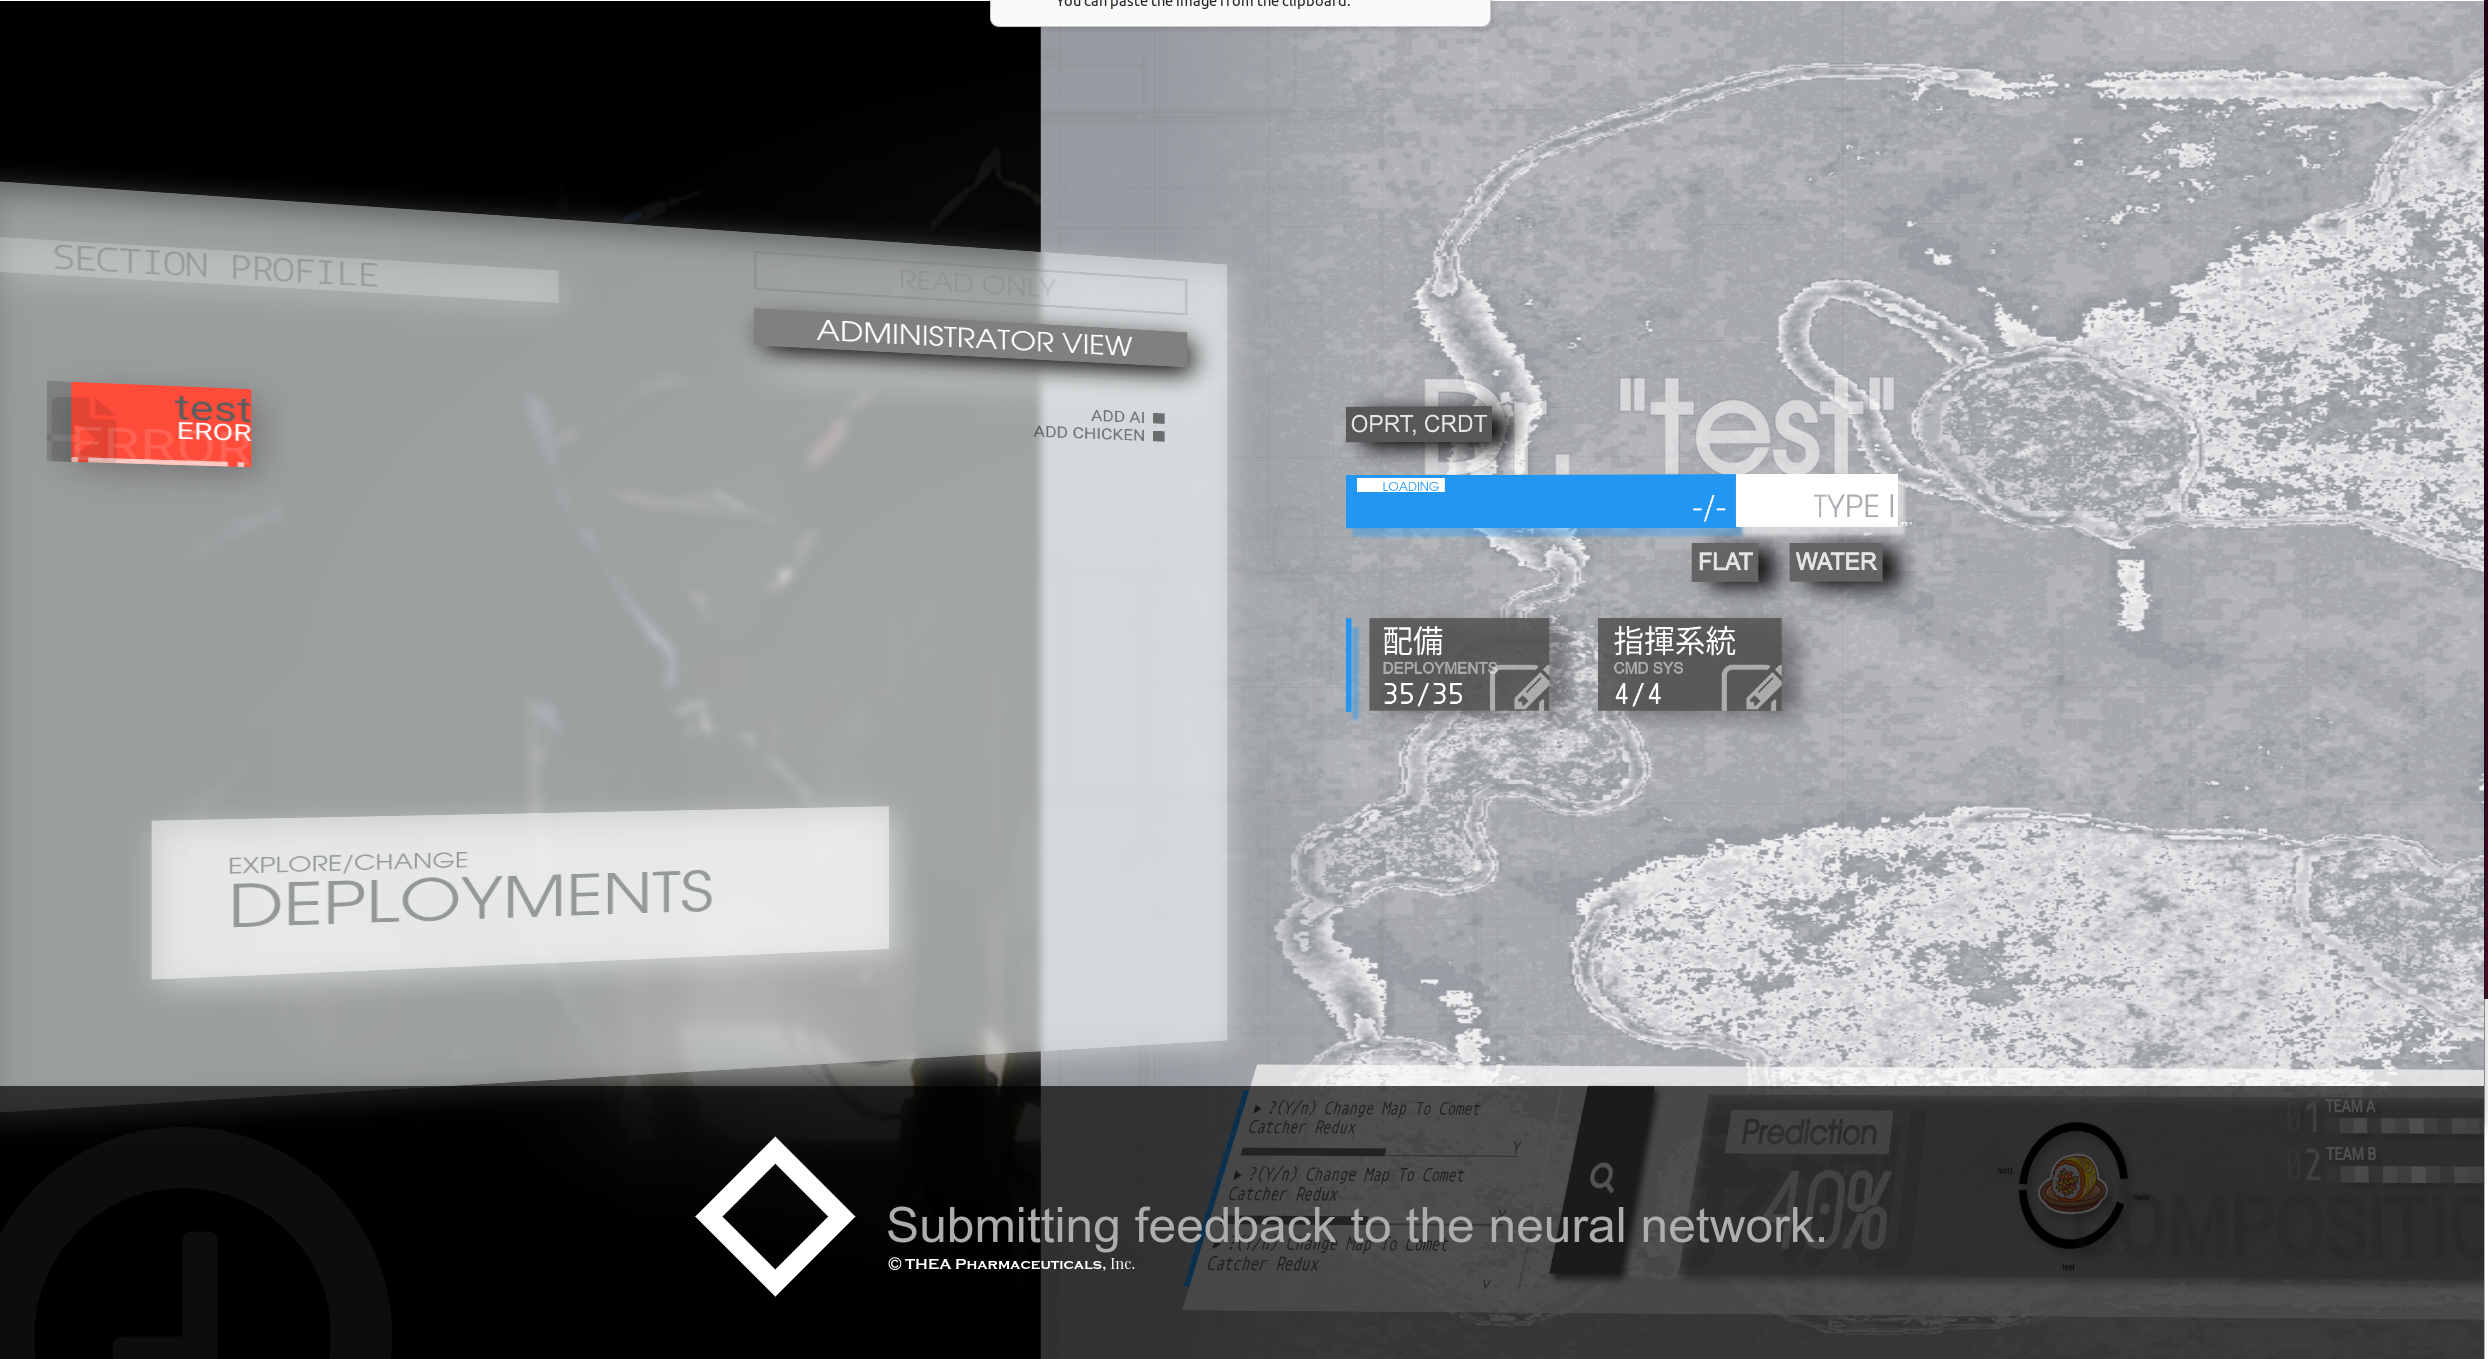 You can paste the image from the clipboard.
SECTION PROFILE
READ ONLY
ADMINISTRATOR VIEW
test
EROR
ERROR
ADD AI
ADD CHICKEN
EXPLORE/CHANGE
DEPLOYMENTS
Dr. "test"
OPRT, CRDT
LOADING
-/-
TYPE I
FLAT
WATER
配備
DEPLOYMENTS
35/35
指揮系統
CMD SYS
4/4
?(Y/n) Change Map To Comet
Catcher Redux
Y
?(Y/n) Change Map To Comet
Catcher Redux
?(Y/n) Change Map To Comet
Catcher Redux
Prediction
40%
test1
test
01 TEAM A
02 TEAM B
OMPOSITIO
Submitting feedback to the neural network.
© THEA PHARMACEUTICALS, Inc.